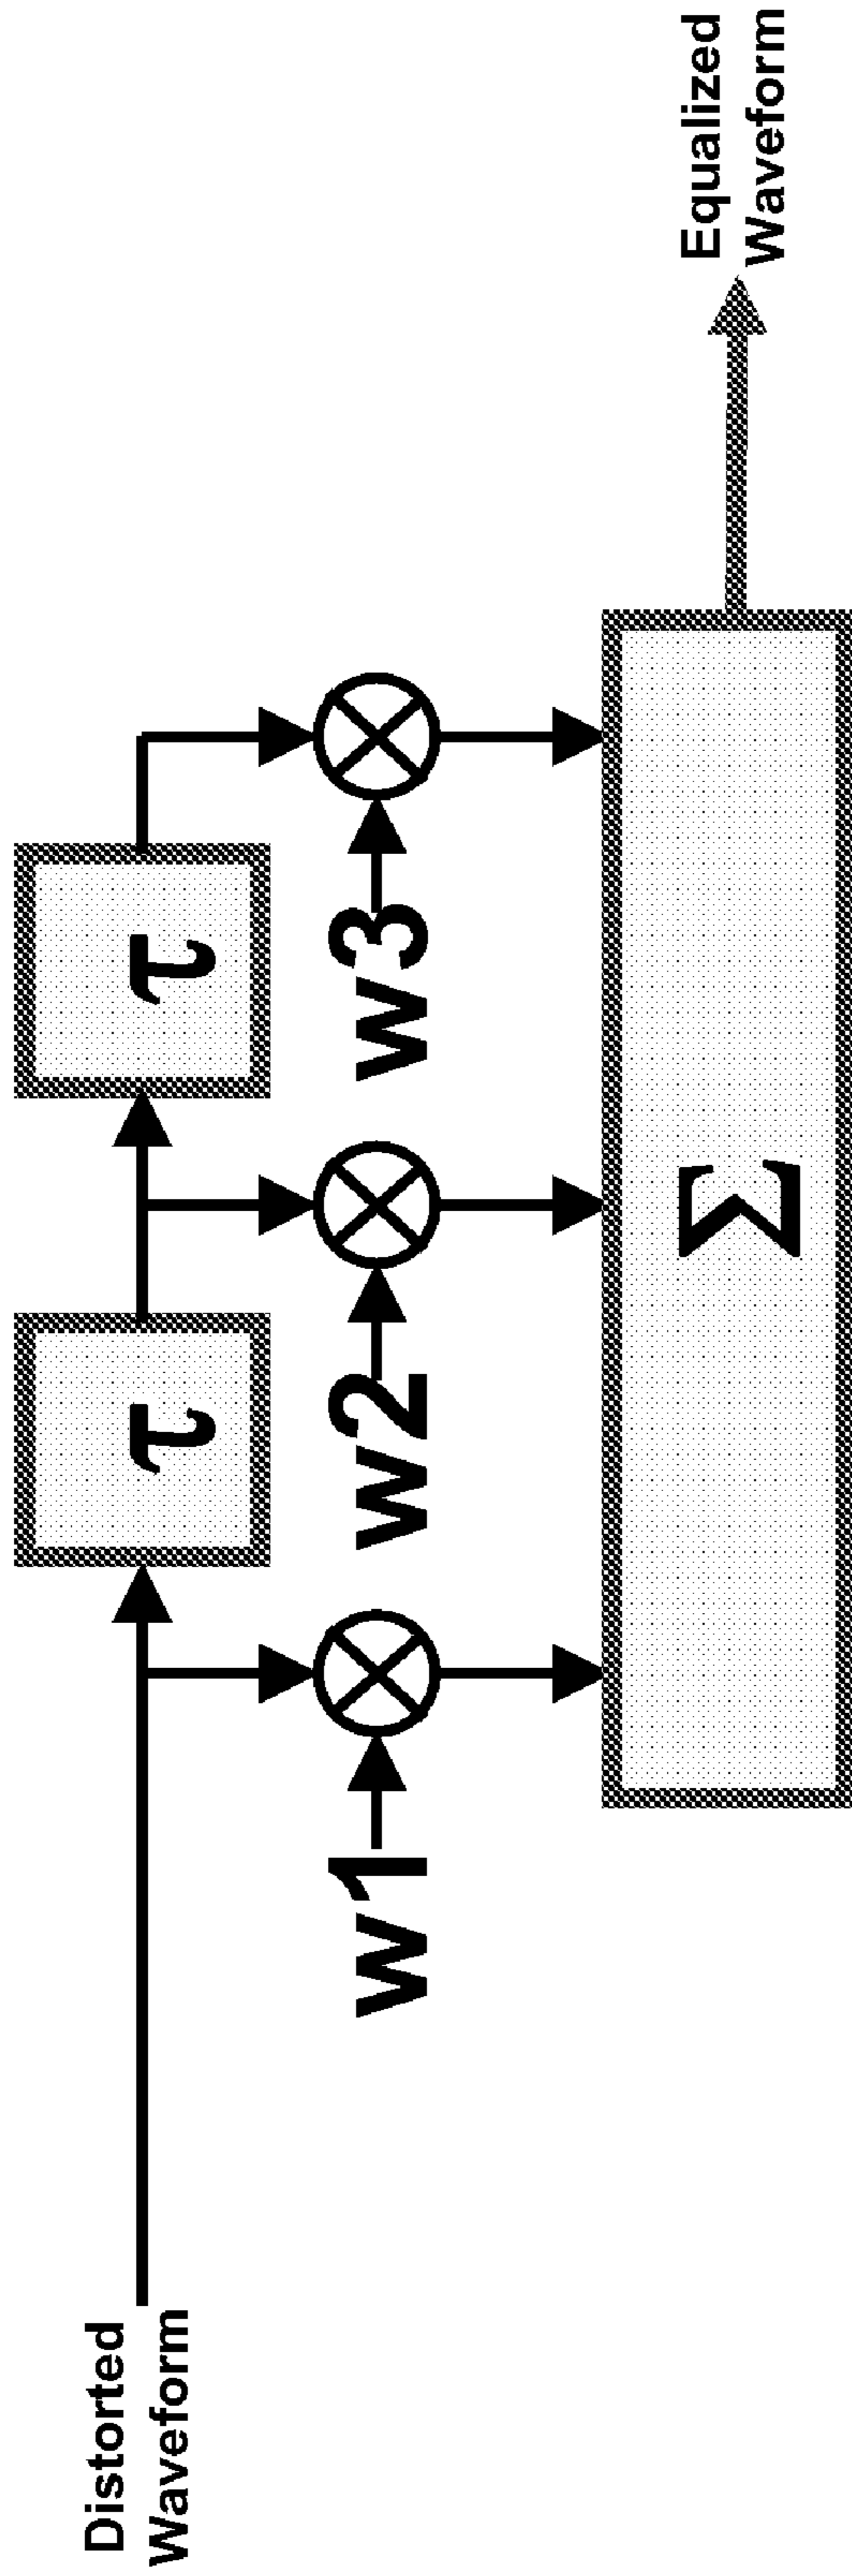 Distorted
Waveform
τ
τ
w1
w2
w3
Σ
Equalized
Waveform